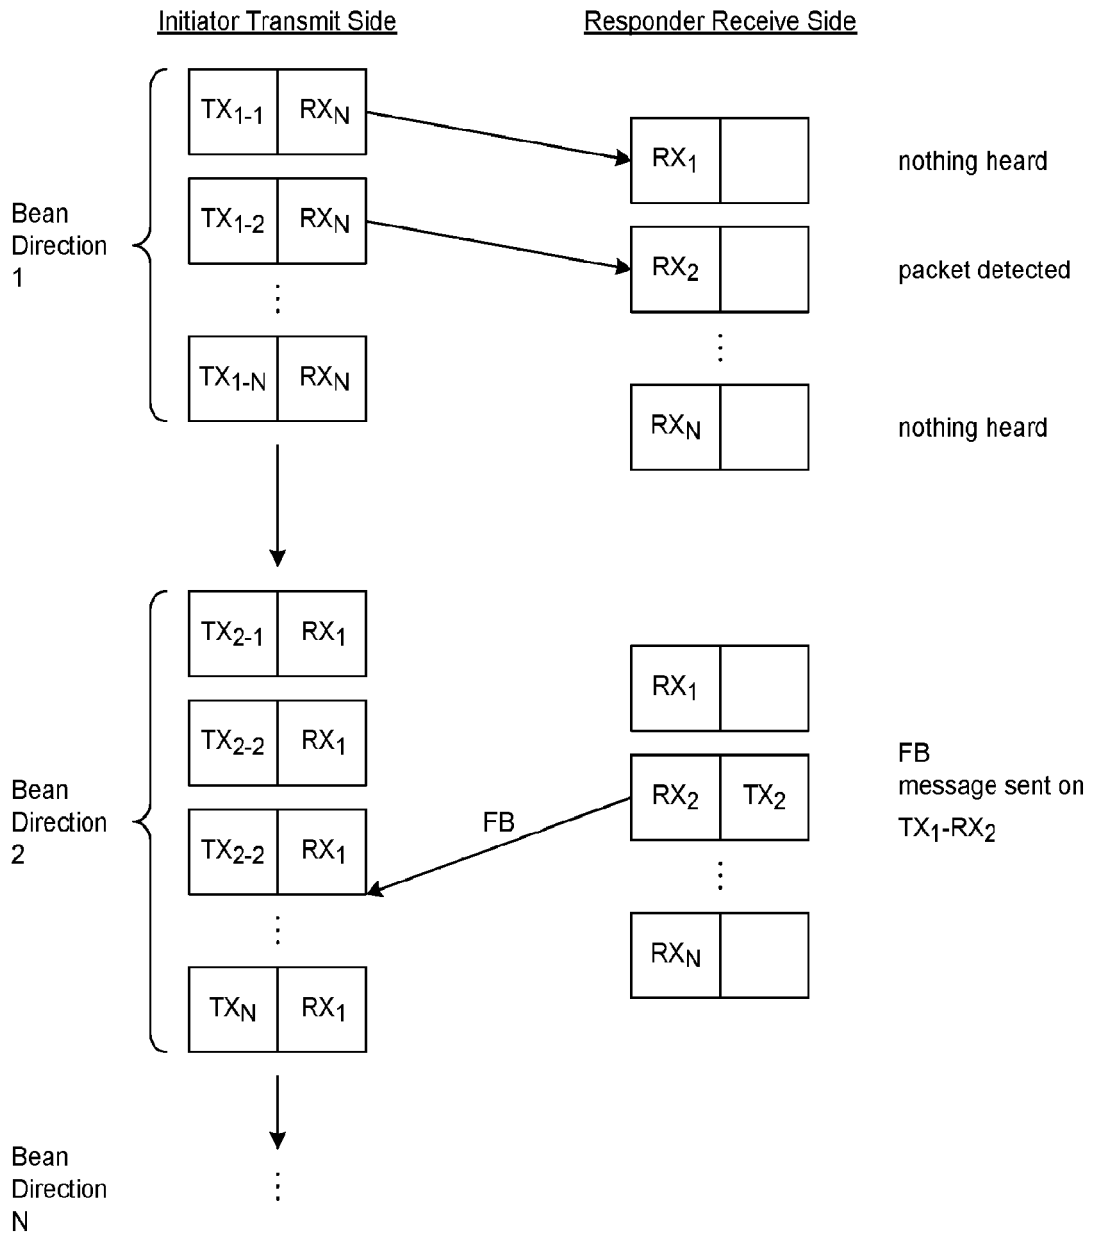 Initiator Transmit Side
Responder Receive Side
TX1-1 RXN
RX1
nothing heard
Bean
Direction
1
TX1-2 RXN
RX2
packet detected
TX1-N RXN
RXN
nothing heard
TX2-1 RX1
RX1
TX2-2 RX1
Bean
Direction
2
FB
RX2 TX2
FB
message sent on
TX1-RX2
TX2-2 RX1
RXN
TXN RX1
Bean
Direction
N